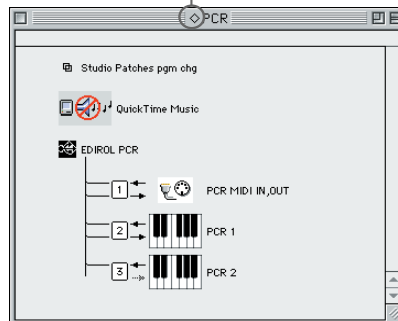 ◇PCR
Studio Patches pgm chg
QuickTime Music
EDIROL PCR
1 PCR MIDI IN,OUT
2 PCR 1
3 PCR 2